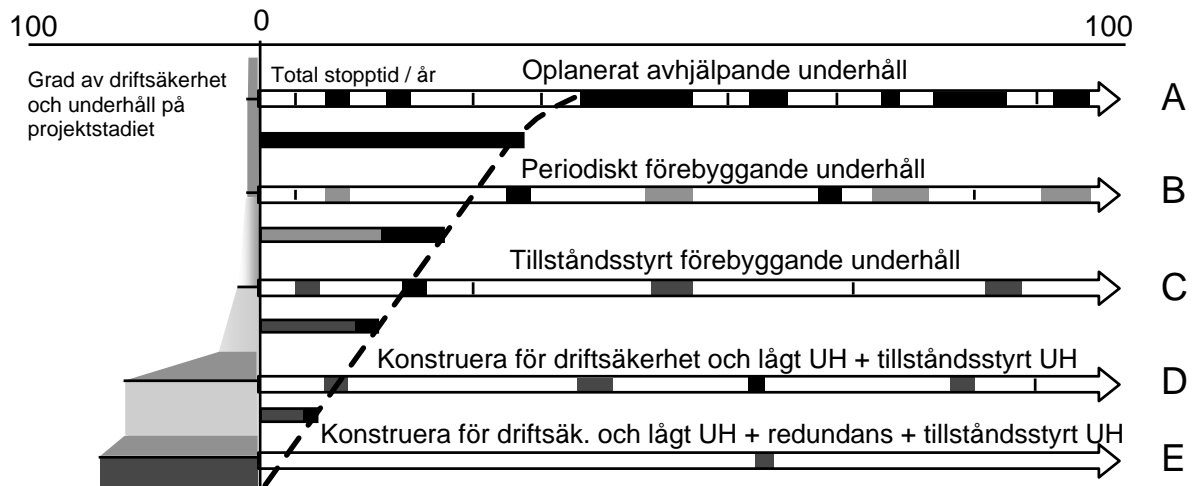 100
0
100
Grad av driftsäkerhet
och underhåll på
projektstadiet
Total stopptid / år
Oplanerat avhjälpande underhåll
A
Periodiskt förebyggande underhåll
B
Tillståndsstyrt förebyggande underhåll
C
Konstruera för driftsäkerhet och lågt UH + tillståndsstyrt UH
D
Konstruera för driftsäk. och lågt UH + redundans + tillståndsstyrt UH
E